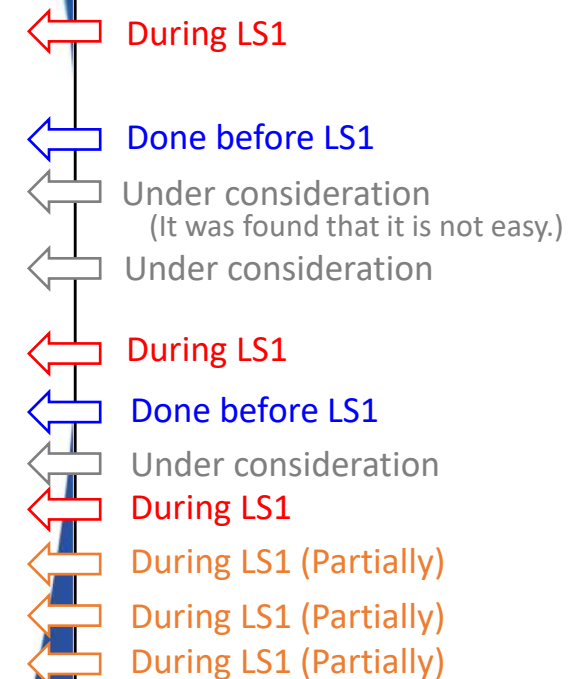 During LS1
Done before LS1
Under consideration
(It was found that it is not easy.)
Under consideration
During LS1
Done before LS1
Under consideration
During LS1
During LS1 (Partially)
During LS1 (Partially)
During LS1 (Partially)